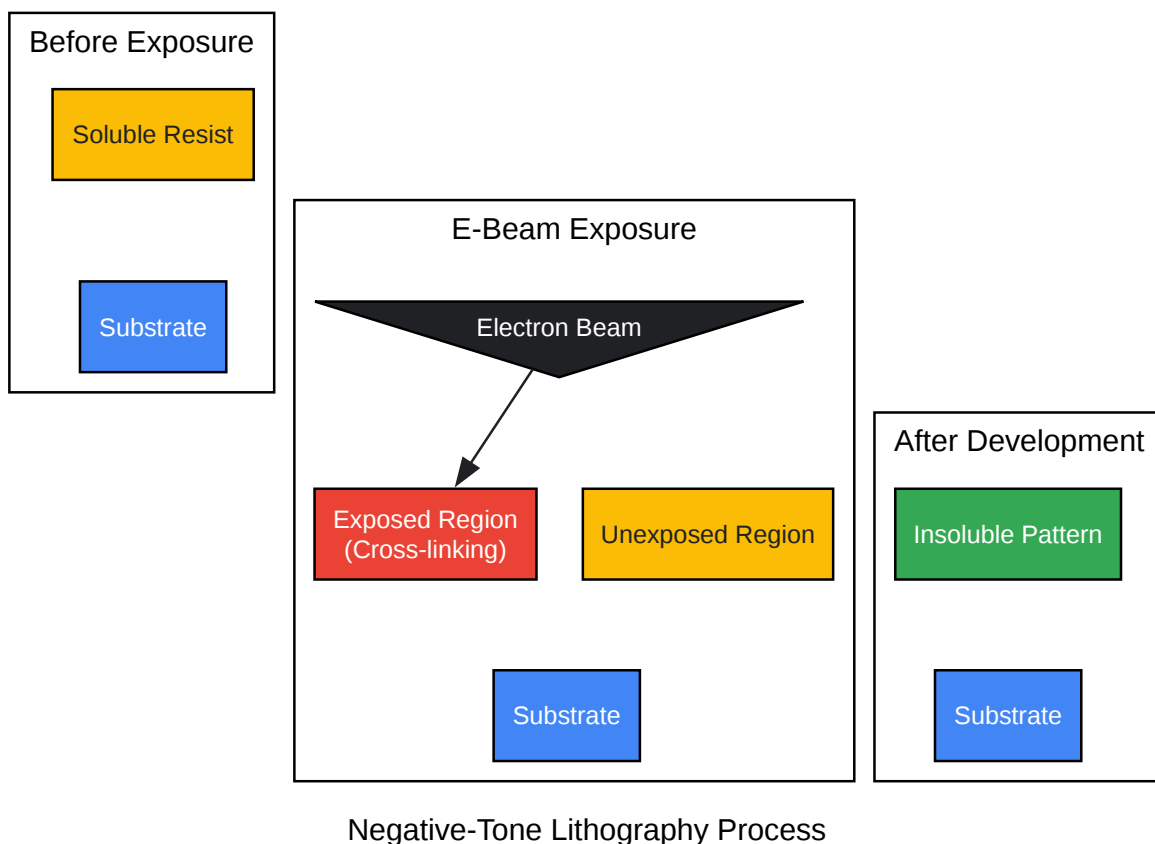 Before Exposure
Soluble Resist
Substrate
E-Beam Exposure
Electron Beam
Exposed Region
(Cross-linking)
Unexposed Region
Substrate
After Development
Insoluble Pattern
Substrate
Negative-Tone Lithography Process